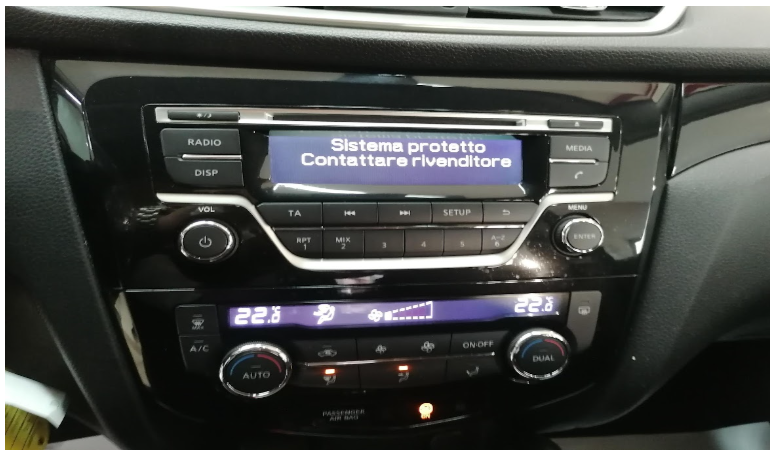 RADIO
Sistema protetto
Contattare rivenditore
MEDIA
DISP
VOL
TA
SETUP
MENU
RPT
1
MIX
2
3
4
5
A-Z
6
ENTER
22.0
22.0
A/C
AUTO
ON·OFF
DUAL
PASSENGER
AIR BAG